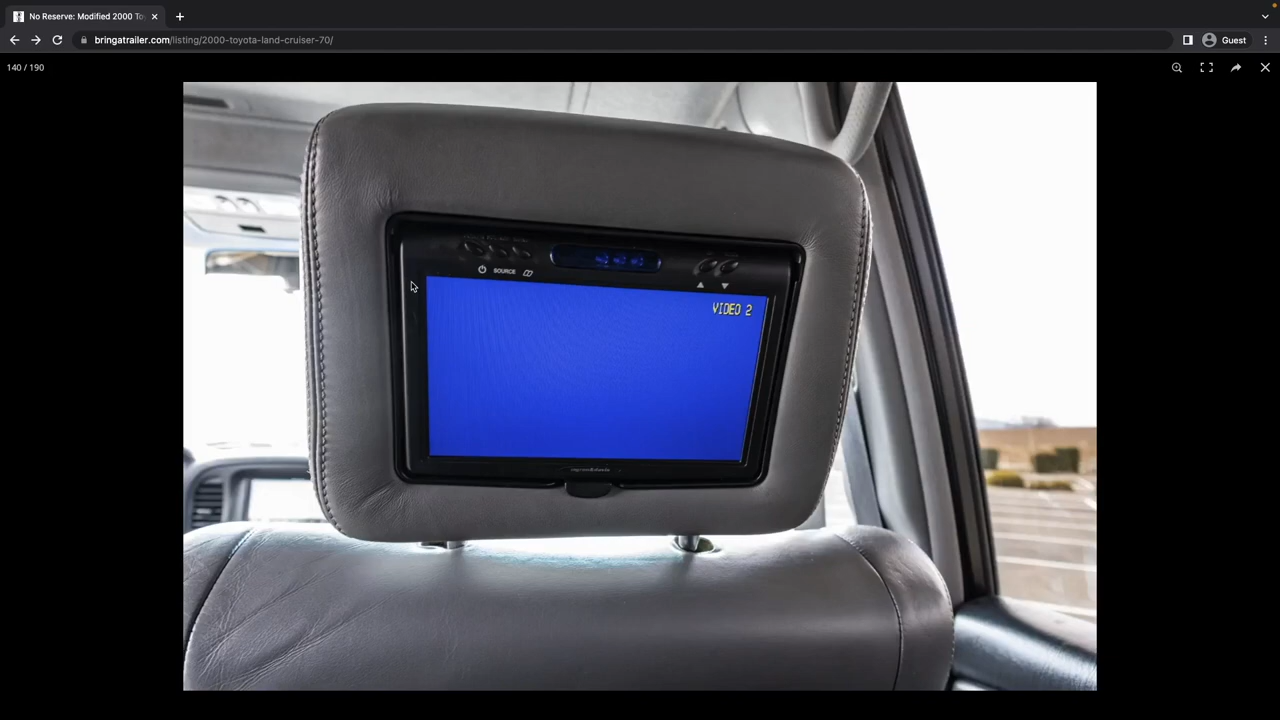 No Reserve: Modified 2000 To
bringatrailer.com/listing/2000-toyota-land-cruiser-70/
Guest
140 / 190
SOURCE
VIDEO 2